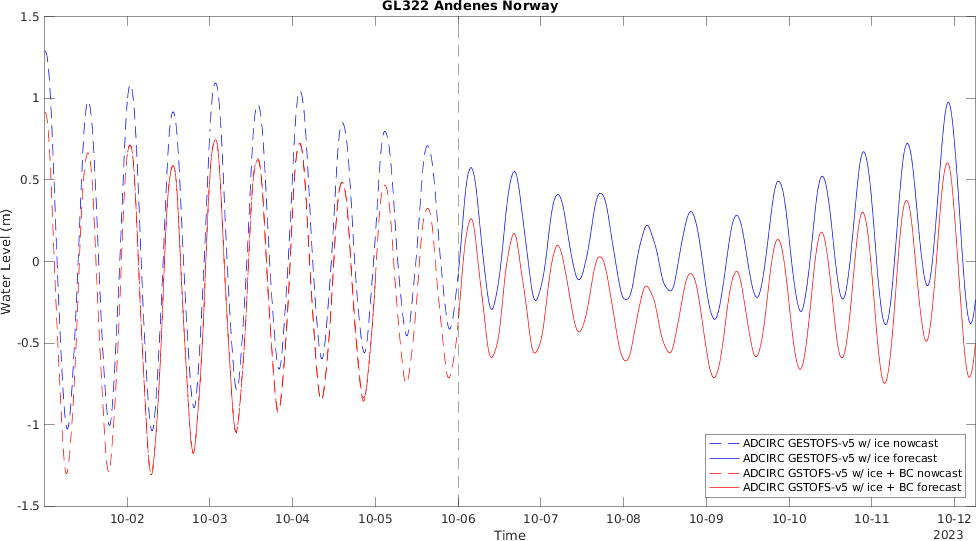 GL322 Andenes Norway
1.5
1
0.5
0
-0.5
-1
-1.5
Water Level (m)
10-02 10-03 10-04 10-05 10-06 10-07 10-08 10-09 10-10 10-11 10-12
2023
Time
ADCIRC GESTOFS-v5 w/ ice nowcast
ADCIRC GESTOFS-v5 w/ ice forecast
ADCIRC GSTOFS-v5 w/ ice + BC nowcast
ADCIRC GSTOFS-v5 w/ ice + BC forecast